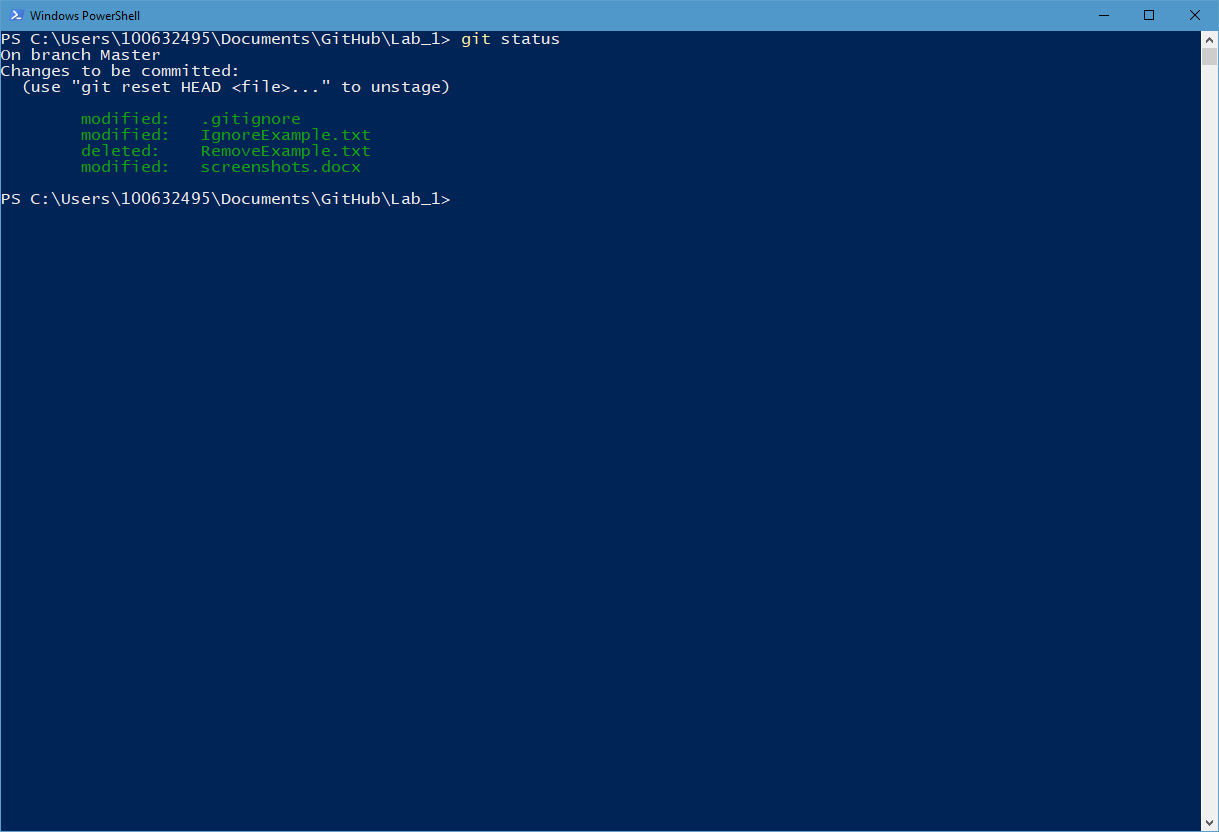 Windows PowerShell
PS C:\Users\100632495\Documents\GitHub\Lab_1> git status
On branch Master
Changes to be committed:
  (use "git reset HEAD <file>..." to unstage)

        modified:   .gitignore
        modified:   IgnoreExample.txt
        deleted:    RemoveExample.txt
        modified:   screenshots.docx

PS C:\Users\100632495\Documents\GitHub\Lab_1>